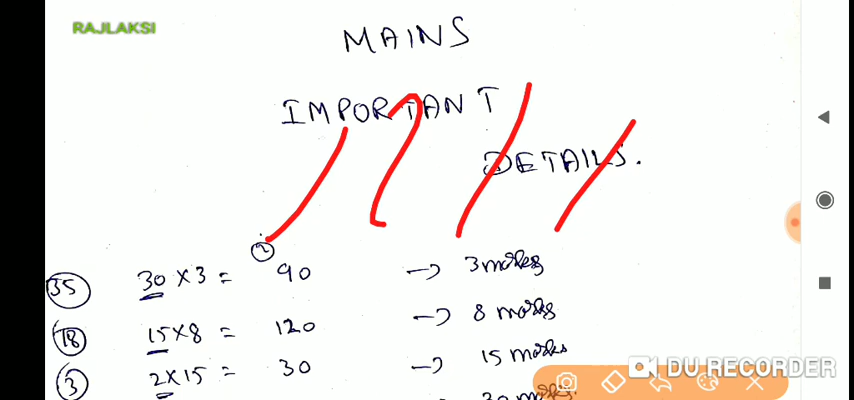 RAJLAKSI
MAINS
IMPORTANT
DETAILS.
35 30 × 3 = 90 → 3 marks
18 15 × 8 = 120 → 8 marks
3 2 × 15 = 30 → 15 marks
DU RECORDER